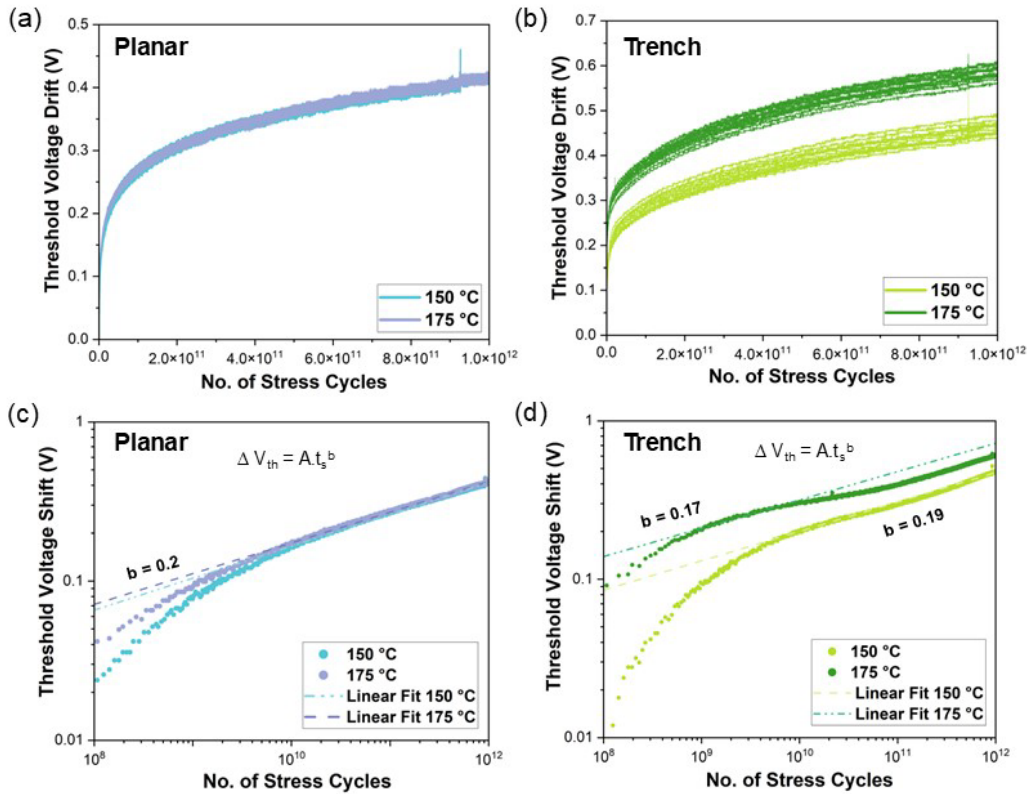 (a)
Planar
0.5
0.4
0.3
0.2
0.1
0.0
Threshold Voltage Drift (V)
150 °C
175 °C
0.0
2.0×10¹¹
4.0×10¹¹
6.0×10¹¹
8.0×10¹¹
1.0×10¹²
No. of Stress Cycles
(b)
Trench
0.7
0.6
0.5
0.4
0.3
0.2
0.1
0.0
Threshold Voltage Drift (V)
150 °C
175 °C
0.0
2.0×10¹¹
4.0×10¹¹
6.0×10¹¹
8.0×10¹¹
1.0×10¹²
No. of Stress Cycles
(c)
Planar
Δ Vₜₕ = A.tₛᵇ
1
0.1
0.01
Threshold Voltage Shift (V)
b = 0.2
150 °C
175 °C
Linear Fit 150 °C
Linear Fit 175 °C
10⁸
10⁹
10¹⁰
10¹¹
10¹²
No. of Stress Cycles
(d)
Trench
Δ Vₜₕ = A.tₛᵇ
1
0.1
0.01
Threshold Voltage Shift (V)
b = 0.17
b = 0.19
150 °C
175 °C
Linear Fit 150 °C
Linear Fit 175 °C
10⁸
10⁹
10¹⁰
10¹¹
10¹²
No. of Stress Cycles